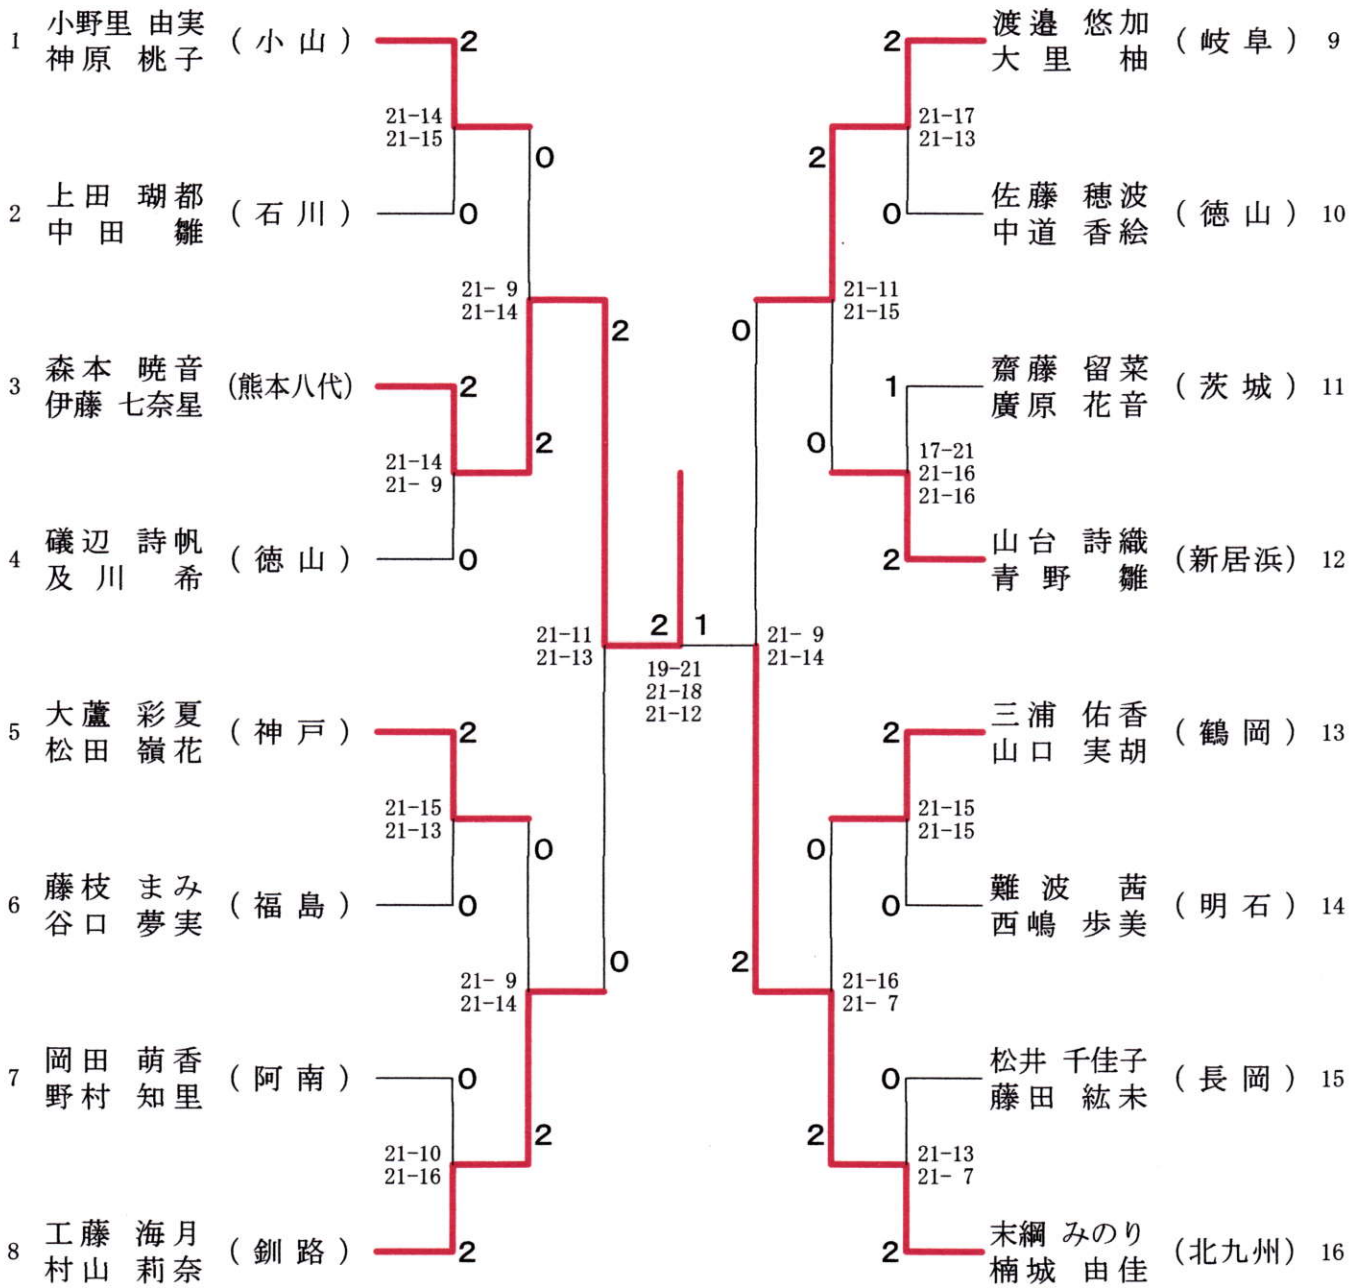 1 小野里 由実 (小山) 2
神原 桃子
21-14
21-15
0
2 上田 瑚都 (石川) 0
中田 雛
21- 9
21-14
2
3 森本 暁音 (熊本八代) 2
伊藤 七奈星
2
21-14
21- 9
4 礒辺 詩帆 (徳山) 0
及川 希
21-11
21-13
5 大蘆 彩夏 (神戸) 2
松田 嶺花
21-15
21-13
0
6 藤枝 まみ (福島) 0
谷口 夢実
0
21- 9
21-14
7 岡田 萌香 (阿南) 0
野村 知里
2
21-10
21-16
8 工藤 海月 (釧路) 2
村山 莉奈
2 1
19-21
21-18
21-12
2 渡邉 悠加 (岐阜) 9
大里 柚
21-17
21-13
2
0 佐藤 穂波 (徳山) 10
中道 香絵
21-11
21-15
0
1 齋藤 留菜 (茨城) 11
廣原 花音
0
17-21
21-16
21-16
2 山台 詩織 (新居浜) 12
青野 雛
21- 9
21-14
2 三浦 佑香 (鶴岡) 13
山口 実胡
21-15
21-15
0
0 難波 茜 (明石) 14
西嶋 歩美
2
21-16
21- 7
0 松井 千佳子 (長岡) 15
藤田 紘未
2
21-13
21- 7
2 末綱 みのり (北九州) 16
楠城 由佳